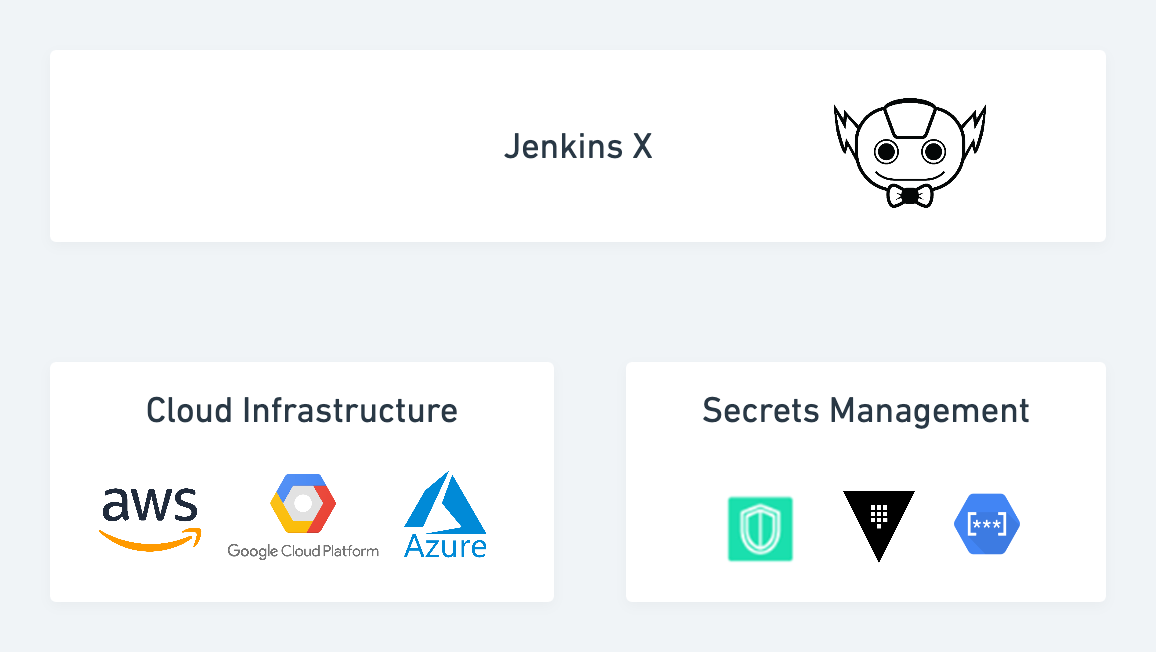 Jenkins X
Cloud Infrastructure
Secrets Management
aws
Google Cloud Platform
Azure
[***]